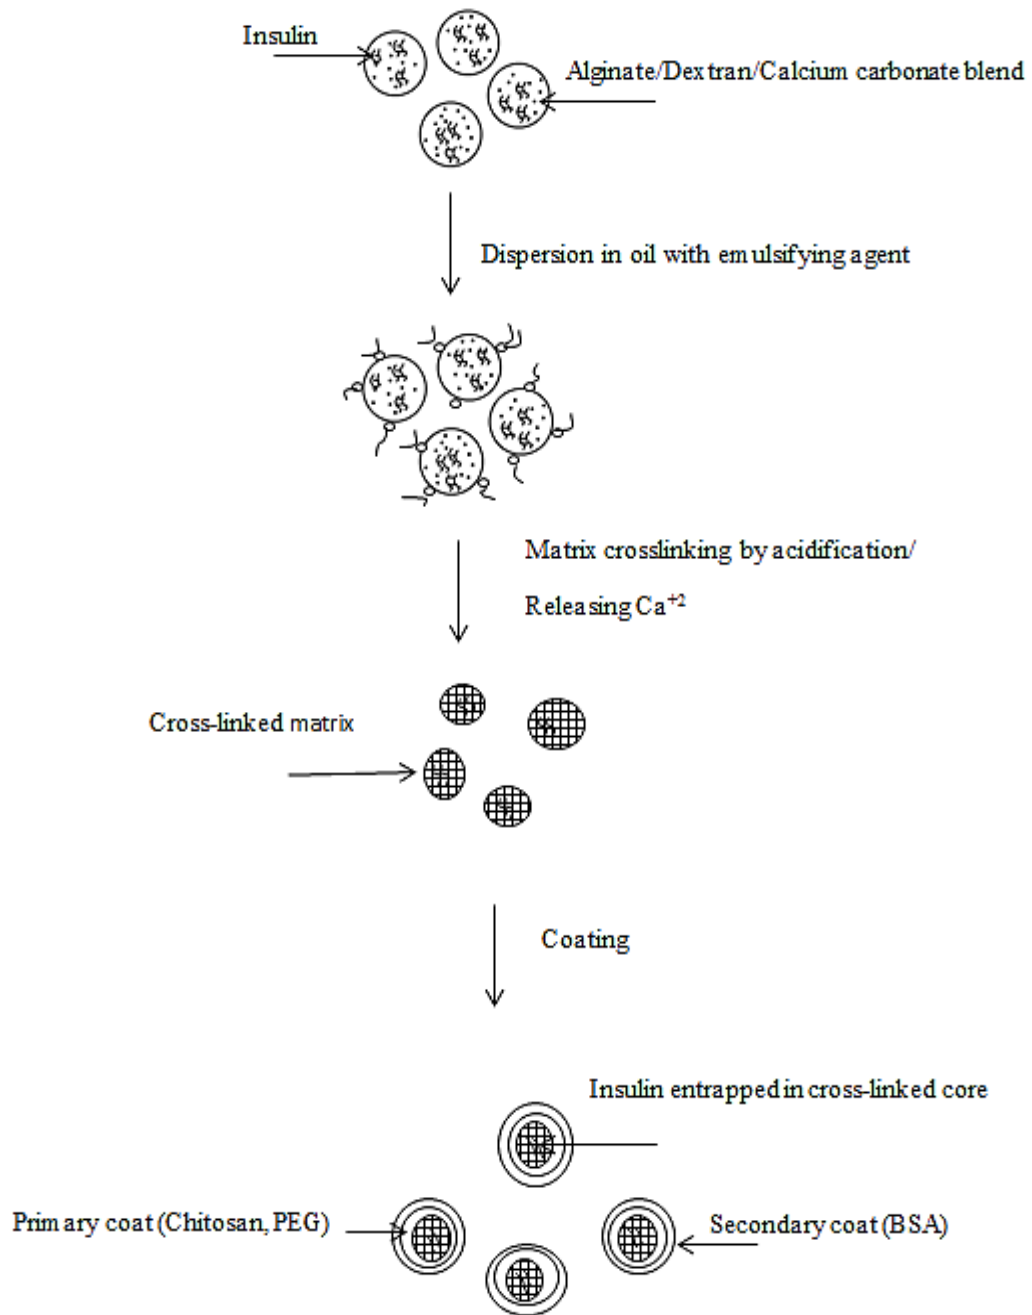 Insulin
Alginate/Dextran/Calcium carbonate blend
Dispersion in oil with emulsifying agent
Matrix crosslinking by acidification/
Releasing Ca⁺²
Cross-linked matrix
Coating
Insulin entrapped in cross-linked core
Primary coat (Chitosan, PEG)
Secondary coat (BSA)